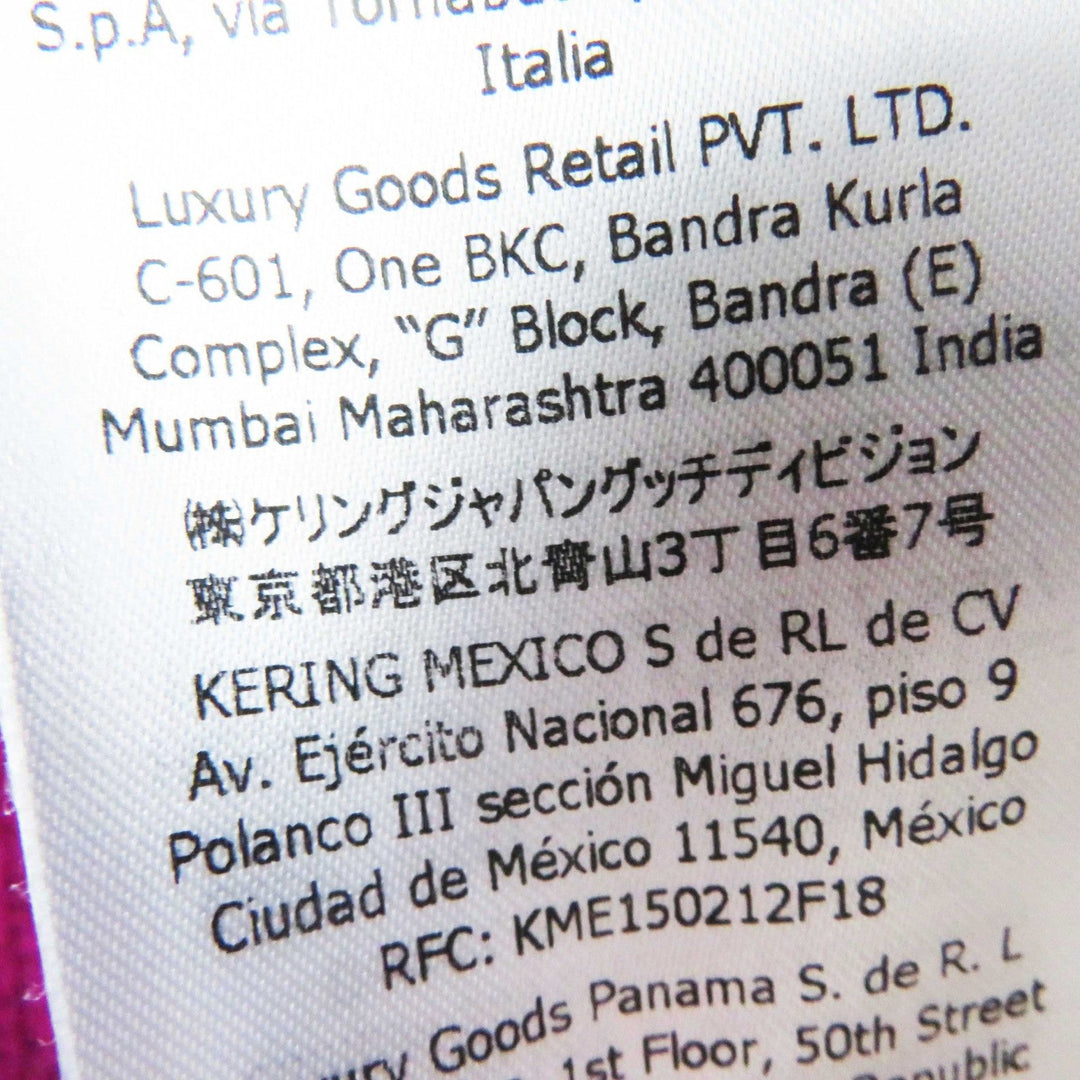 S.p.A, via
Italia
Luxury Goods Retail PVT. LTD.
C-601, One BKC, Bandra Kurla
Complex, “G” Block, Bandra (E)
Mumbai Maharashtra 400051 India
㈱ケリングジャパングッチディビジョン
東京都港区北青山3丁目6番7号
KERING MEXICO S de RL de CV
Av. Ejército Nacional 676, piso 9
Polanco III sección Miguel Hidalgo
Ciudad de México 11540, México
RFC: KME150212F18
Goods Panama S. de R. L
1st Floor, 50th Street